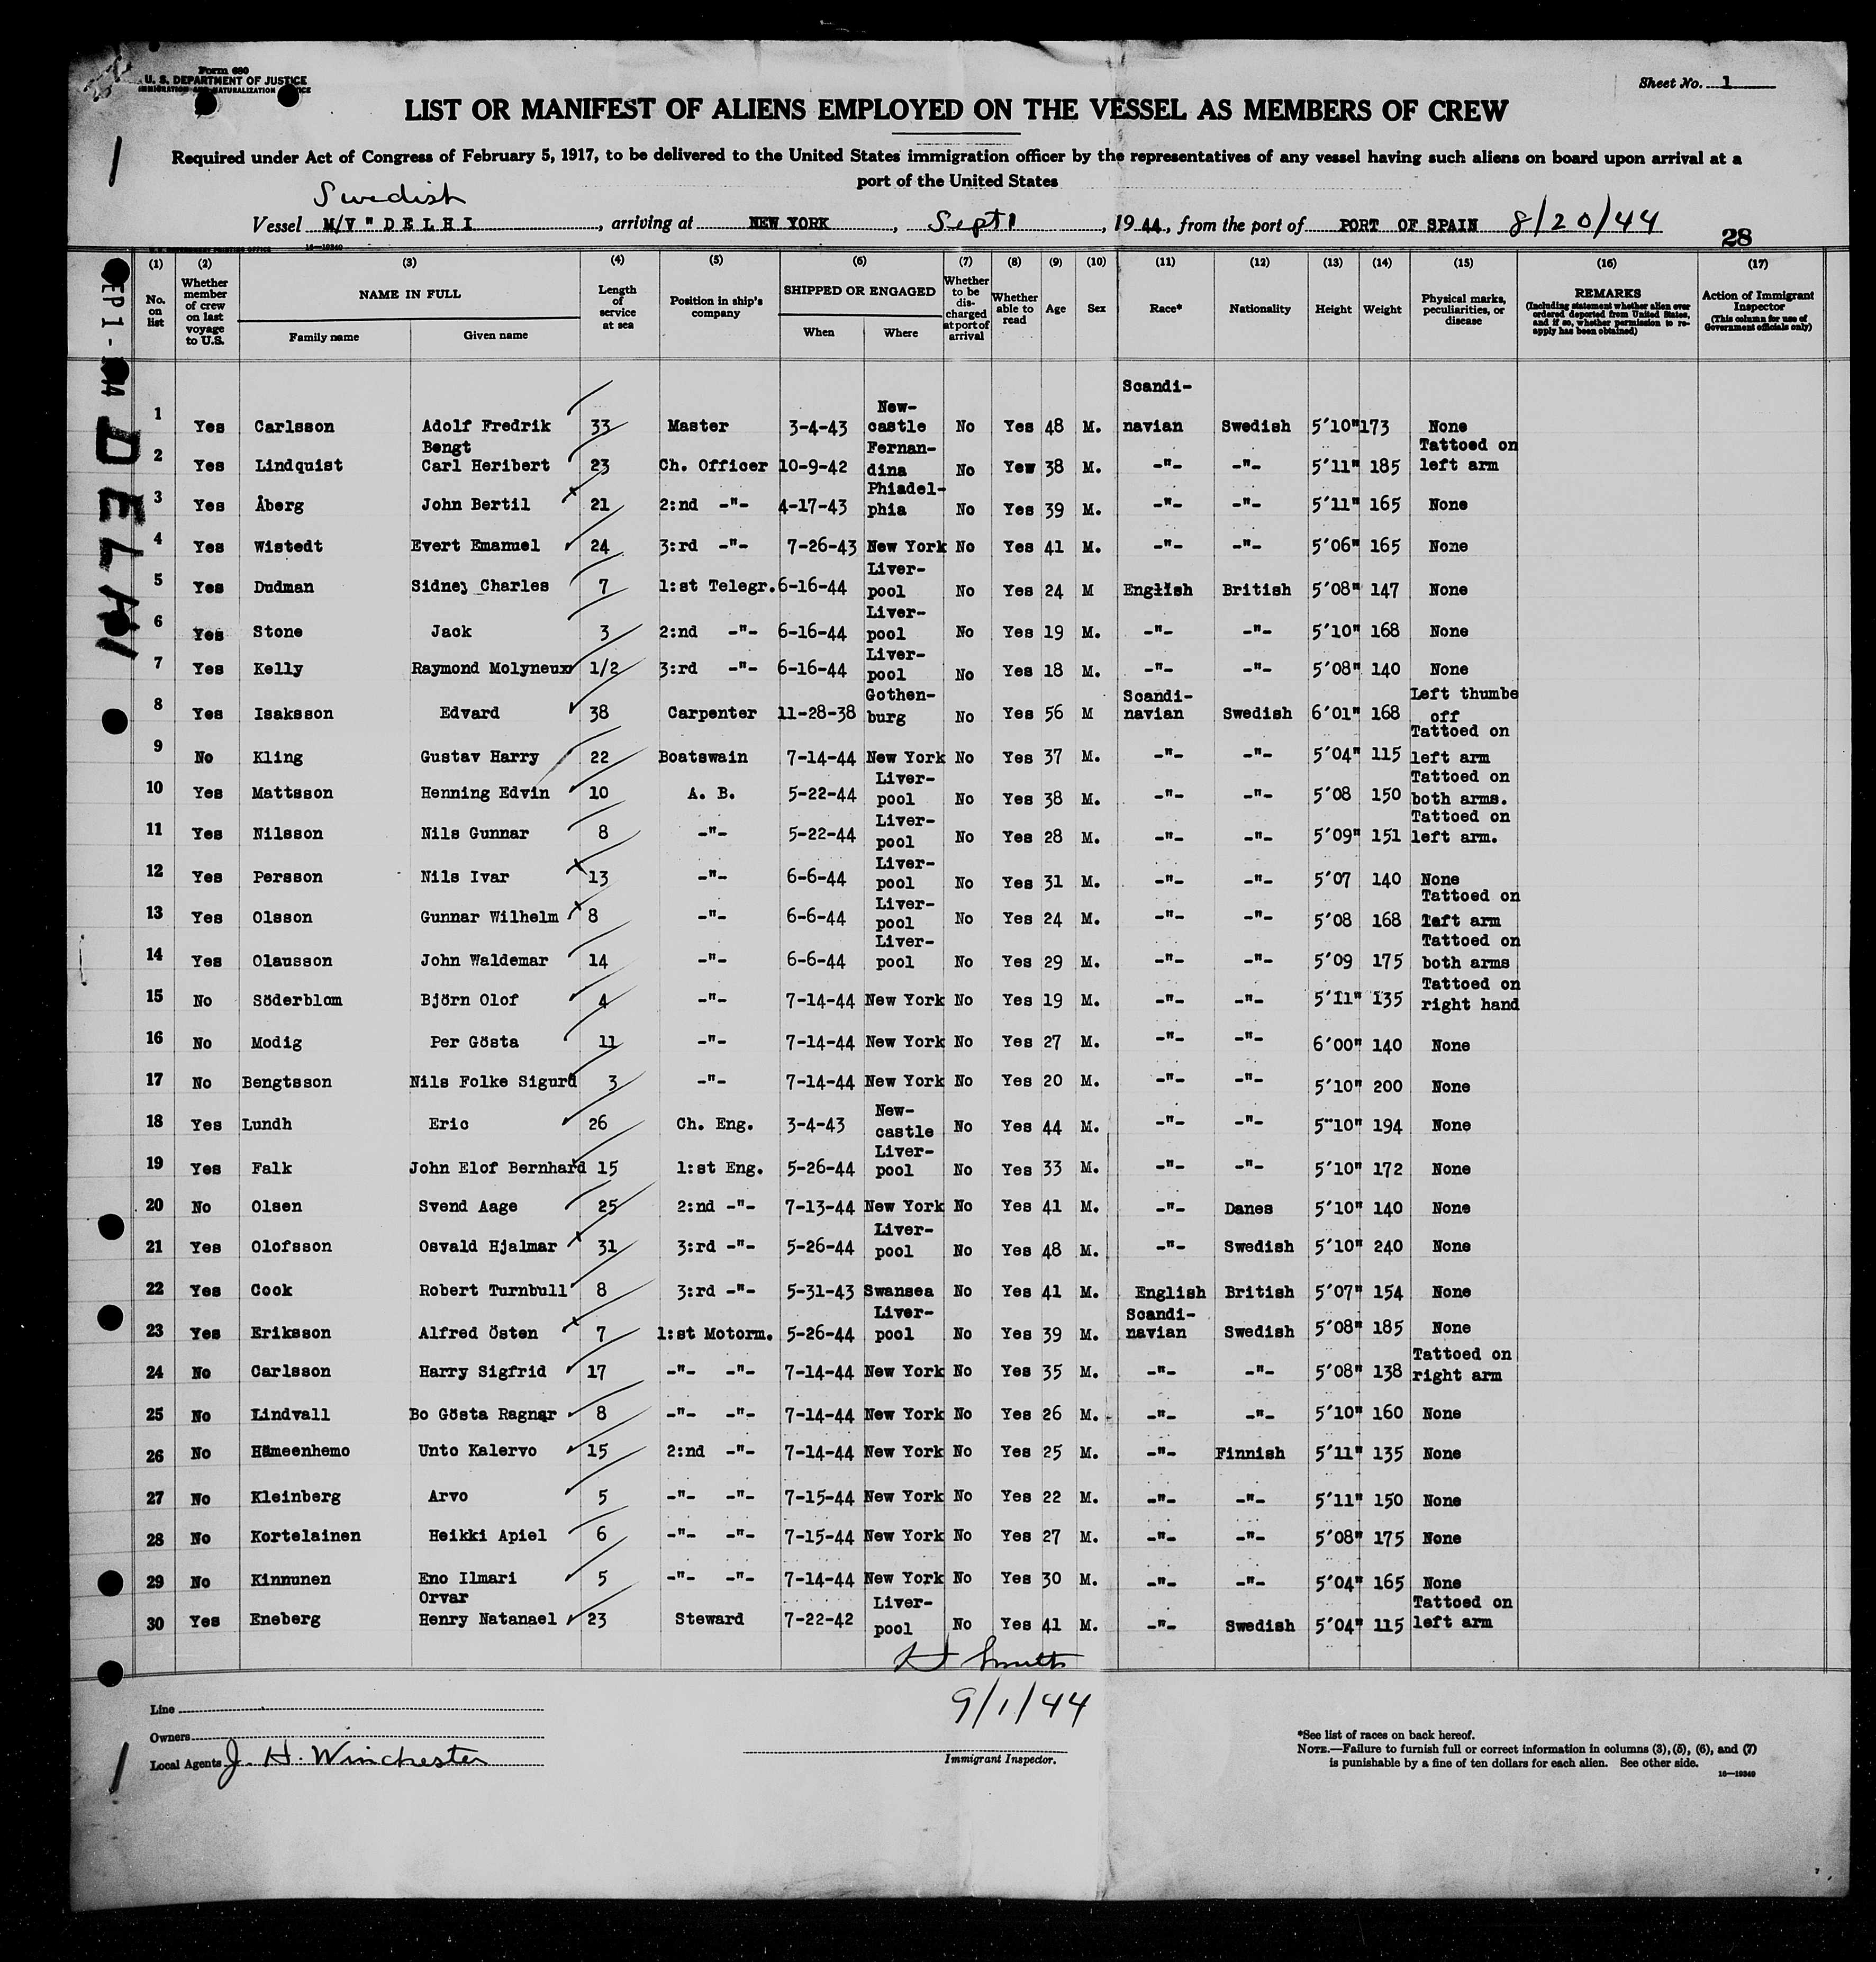 Form 680
U. S. DEPARTMENT OF JUSTICE
IMMIGRATION AND NATURALIZATION
Sheet No. 1
LIST OR MANIFEST OF ALIENS EMPLOYED ON THE VESSEL AS MEMBERS OF CREW
Required under Act of Congress of February 5, 1917, to be delivered to the United States immigration officer by the representatives of any vessel having such aliens on board upon arrival at a
port of the United States
Swedish
Vessel M/V " D E L H I , arriving at NEW YORK , Sept 1 , 19 44 , from the port of PORT OF SPAIN 8/20/44
28
16—19340
DELHI
(1) (2) (3) (4) (5) (6) (7) (8) (9) (10) (11) (12) (13) (14) (15) (16) (17)
No. on list | Whether member of crew on last voyage to U.S. | NAME IN FULL Family name Given name | Length of service at sea | Position in ship's company | SHIPPED OR ENGAGED When Where | Whether to be discharged at port of arrival | Whether able to read | Age | Sex | Race* | Nationality | Height | Weight | Physical marks, peculiarities, or disease | REMARKS (Including statement whether alien ever ordered deported from United States, and if so, whether permission to re-apply has been obtained) | Action of Immigrant Inspector (This column for use of Government officials only)
1 Yes Carlsson Adolf Fredrik 33 Master 3-4-43 New-castle No Yes 48 M. Scandi-navian Swedish 5'10" 173 None
2 Yes Lindquist Bengt Carl Heribert 23 Ch. Officer 10-9-42 Fernan-dina No Yew 38 M. -"- -"- 5'11" 185 Tattoed on left arm
3 Yes Åberg John Bertil 21 2:nd -"- 4-17-43 Phiadel-phia No Yes 39 M. -"- -"- 5'11" 165 None
4 Yes Wistedt Evert Emanuel 24 3:rd -"- 7-26-43 New York No Yes 41 M. -"- -"- 5'06" 165 None
5 Yes Dudman Sidney Charles 7 1:st Telegr. 6-16-44 Liver-pool No Yes 24 M English British 5'08" 147 None
6 Yes Stone Jack 3 2:nd -"- 6-16-44 Liver-pool No Yes 19 M. -"- -"- 5'10" 168 None
7 Yes Kelly Raymond Molyneux 1/2 3:rd -"- 6-16-44 Liver-pool No Yes 18 M. -"- -"- 5'08" 140 None
8 Yes Isaksson Edvard 38 Carpenter 11-28-38 Gothen-burg No Yes 56 M Scandi-navian Swedish 6'01" 168 Left thumbe off
9 No Kling Gustav Harry 22 Boatswain 7-14-44 New York No Yes 37 M. -"- -"- 5'04" 115 Tattoed on left arm
10 Yes Mattsson Henning Edvin 10 A. B. 5-22-44 Liver-pool No Yes 38 M. -"- -"- 5'08 150 Tattoed on both arms.
11 Yes Nilsson Nils Gunnar 8 -"- 5-22-44 Liver-pool No Yes 28 M. -"- -"- 5'09" 151 Tattoed on left arm.
12 Yes Persson Nils Ivar 13 -"- 6-6-44 Liver-pool No Yes 31 M. -"- -"- 5'07 140 None
13 Yes Olsson Gunnar Wilhelm 8 -"- 6-6-44 Liver-pool No Yes 24 M. -"- -"- 5'08 168 Tattoed on left arm
14 Yes Olausson John Waldemar 14 -"- 6-6-44 Liver-pool No Yes 29 M. -"- -"- 5'09 175 Tattoed on both arms
15 No Söderblom Björn Olof 4 -"- 7-14-44 New York No Yes 19 M. -"- -"- 5'11" 135 Tattoed on right hand
16 No Modig Per Gösta 11 -"- 7-14-44 New York No Yes 27 M. -"- -"- 6'00" 140 None
17 No Bengtsson Nils Folke Sigurd 3 -"- 7-14-44 New York No Yes 20 M. -"- -"- 5'10" 200 None
18 Yes Lundh Eric 26 Ch. Eng. 3-4-43 New-castle No Yes 44 M. -"- -"- 5"10" 194 None
19 Yes Falk John Elof Bernhard 15 1:st Eng. 5-26-44 Liver-pool No Yes 33 M. -"- -"- 5'10" 172 None
20 No Olsen Svend Aage 25 2:nd -"- 7-13-44 New York No Yes 41 M. -"- Danes 5'10" 140 None
21 Yes Olofsson Osvald Hjalmar 31 3:rd -"- 5-26-44 Liver-pool No Yes 48 M. -"- Swedish 5'10" 240 None
22 Yes Cook Robert Turnbull 8 3:rd -"- 5-31-43 Swansea No Yes 41 M. English British 5'07" 154 None
23 Yes Eriksson Alfred Östen 7 1:st Motorm. 5-26-44 Liver-pool No Yes 39 M. Scandi-navian Swedish 5'08" 185 None
24 No Carlsson Harry Sigfrid 17 -"- -"- 7-14-44 New York No Yes 35 M. -"- -"- 5'08" 138 Tattoed on right arm
25 No Lindvall Bo Gösta Ragnar 8 -"- -"- 7-14-44 New York No Yes 26 M. -"- -"- 5'10" 160 None
26 No Hämeenhemo Unto Kalervo 15 2:nd -"- 7-14-44 New York No Yes 25 M. -"- Finnish 5'11" 135 None
27 No Kleinberg Arvo 5 -"- -"- 7-15-44 New York No Yes 22 M. -"- -"- 5'11" 150 None
28 No Kortelainen Heikki Apiel 6 -"- -"- 7-15-44 New York No Yes 27 M. -"- -"- 5'08" 175 None
29 No Kinnunen Eno Ilmari 5 -"- -"- 7-14-44 New York No Yes 30 M. -"- -"- 5'04" 165 None
30 Yes Eneberg Orvar Henry Natanael 23 Steward 7-22-42 Liver-pool No Yes 41 M. -"- Swedish 5'04" 115 Tattoed on left arm
Smith
9/1/44
Line
Owners
Local Agents J. H. Winchester
Immigrant Inspector.
*See list of races on back hereof.
NOTE.—Failure to furnish full or correct information in columns (3), (5), (6), and (7)
is punishable by a fine of ten dollars for each alien. See other side.
16—19340